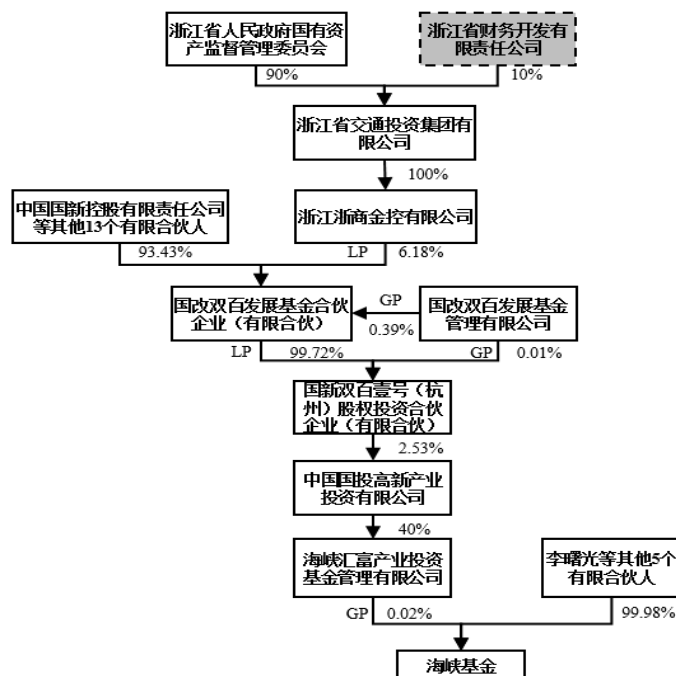 浙江省人民政府国有资
产监督管理委员会
浙江省财务开发有
限责任公司
90%
10%
浙江省交通投资集团有
限公司
100%
中国国新控股有限责任公司
等其他13个有限合伙人
浙江浙商金控有限公司
93.43%
LP
6.18%
国改双百发展基金合伙
企业（有限合伙）
GP
0.39%
国改双百发展基金
管理有限公司
LP
99.72%
GP
0.01%
国新双百壹号（杭
州）股权投资合伙
企业（有限合伙）
2.53%
中国国投高新产业
投资有限公司
40%
海峡汇富产业投资
基金管理有限公司
李曙光等其他5个
有限合伙人
GP
0.02%
99.98%
海峡基金